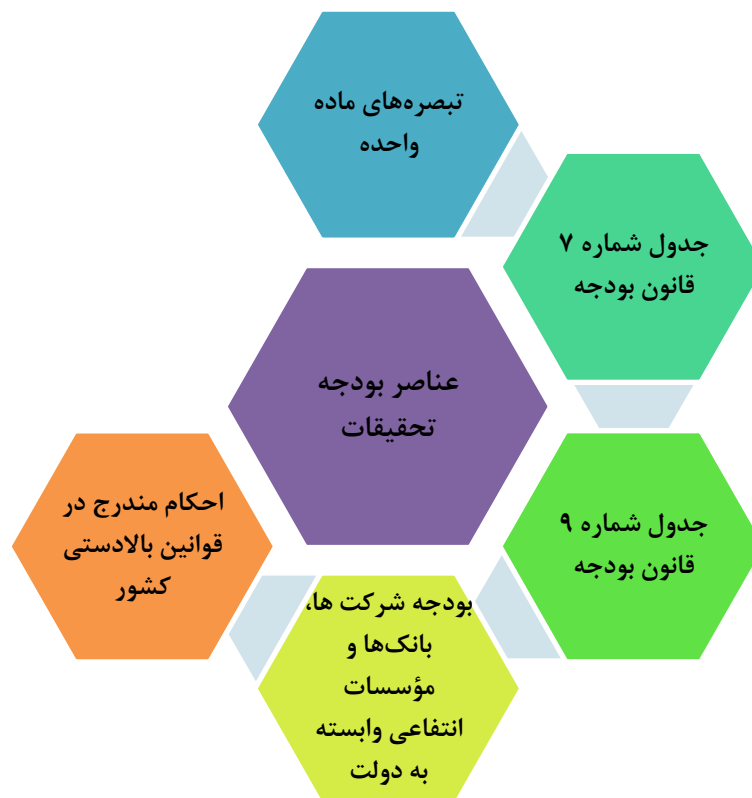 تبصره‌های ماده
واحده
جدول شماره ۷
قانون بودجه
عناصر بودجه
تحقیقات
جدول شماره ۹
قانون بودجه
احکام مندرج در
قوانین بالادستی
کشور
بودجه شرکت ها،
بانک‌ها و
مؤسسات
انتفاعی وابسته
به دولت